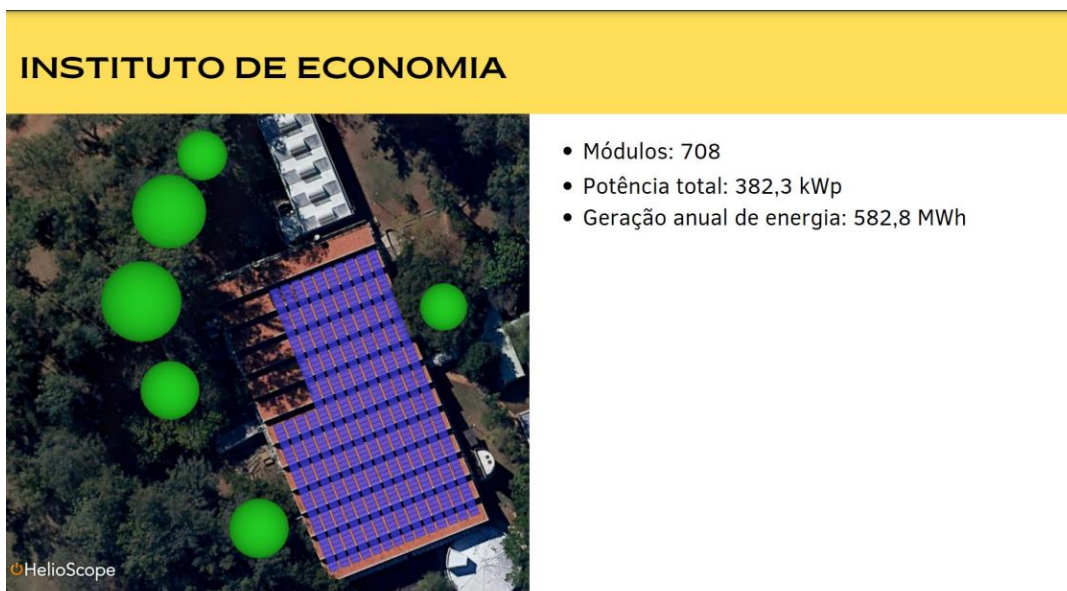 INSTITUTO DE ECONOMIA
• Módulos: 708
• Potência total: 382,3 kWp
• Geração anual de energia: 582,8 MWh
HelioScope